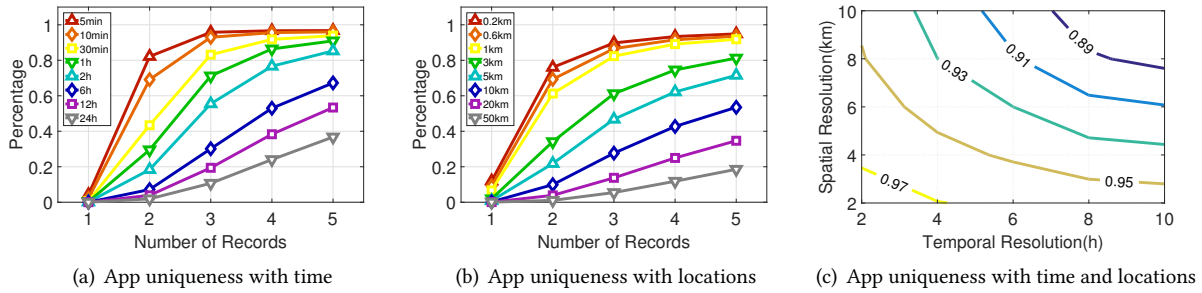 1
0.8
0.6
0.4
0.2
0
Percentage
5min
10min
30min
1h
2h
6h
12h
24h
1 2 3 4 5
Number of Records
(a) App uniqueness with time
1
0.8
0.6
0.4
0.2
0
Percentage
0.2km
0.6km
1km
3km
5km
10km
20km
50km
1 2 3 4 5
Number of Records
(b) App uniqueness with locations
10
8
6
4
2
Spatial Resolution(km)
0.89
0.91
0.93
0.95
0.97
2 4 6 8 10
Temporal Resolution(h)
(c) App uniqueness with time and locations